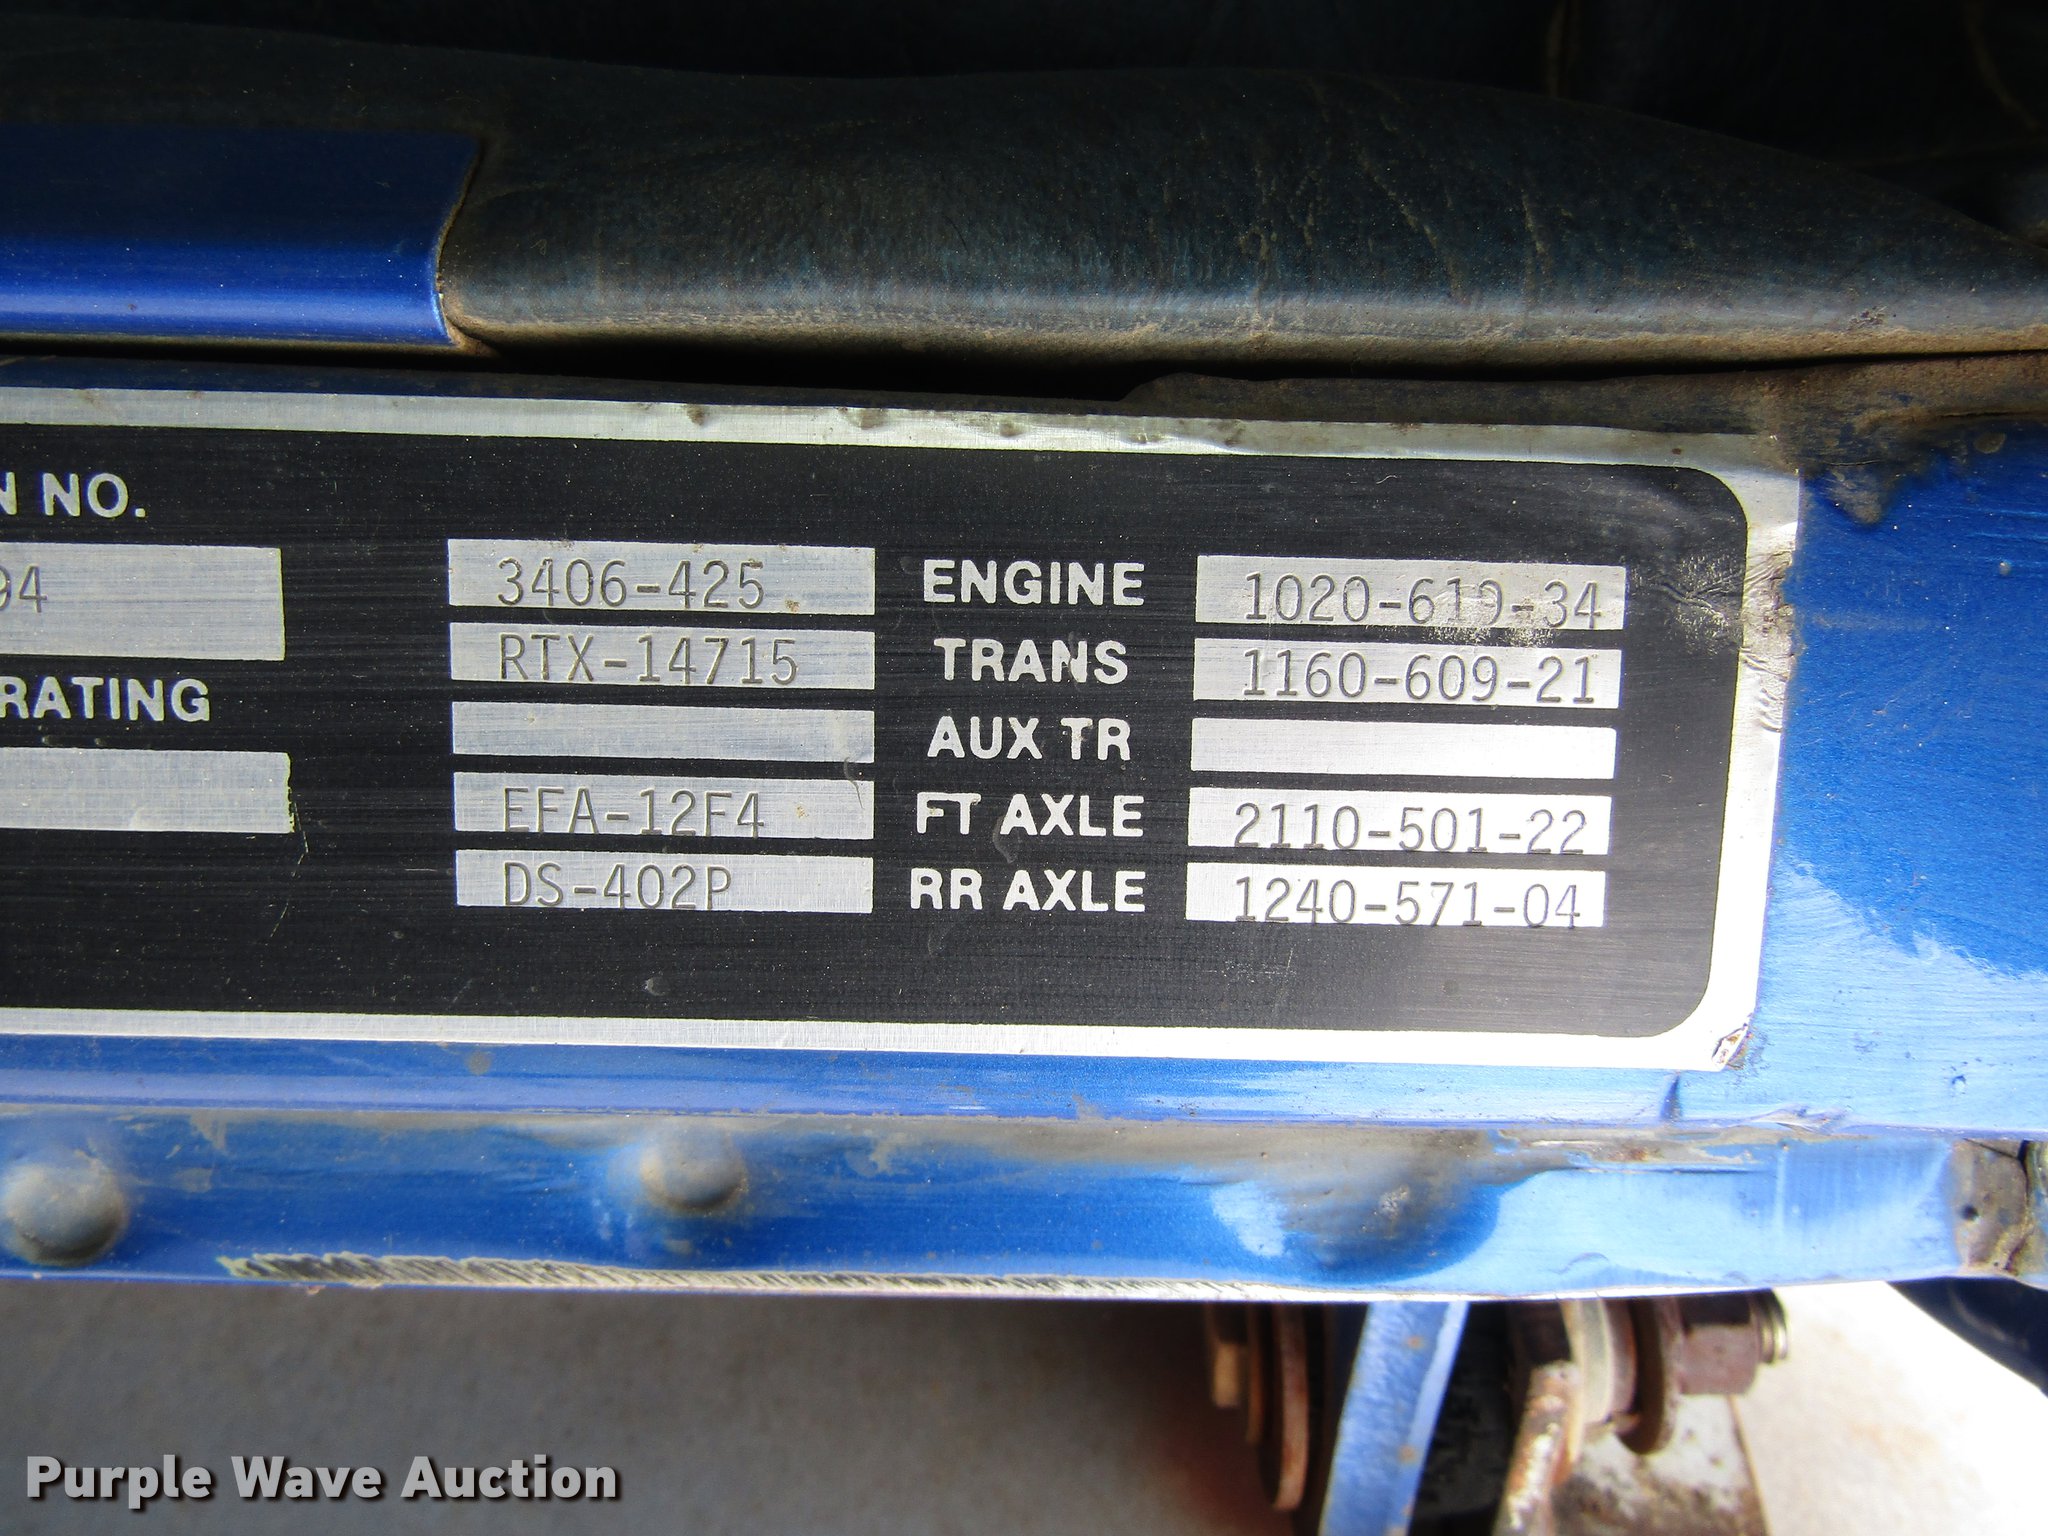 N NO.
94
RATING
3406-425 ENGINE 1020-619-34
RTX-14715 TRANS 1160-609-21
AUX TR
EFA-12F4 FT AXLE 2110-501-22
DS-402P RR AXLE 1240-571-04
Purple Wave Auction